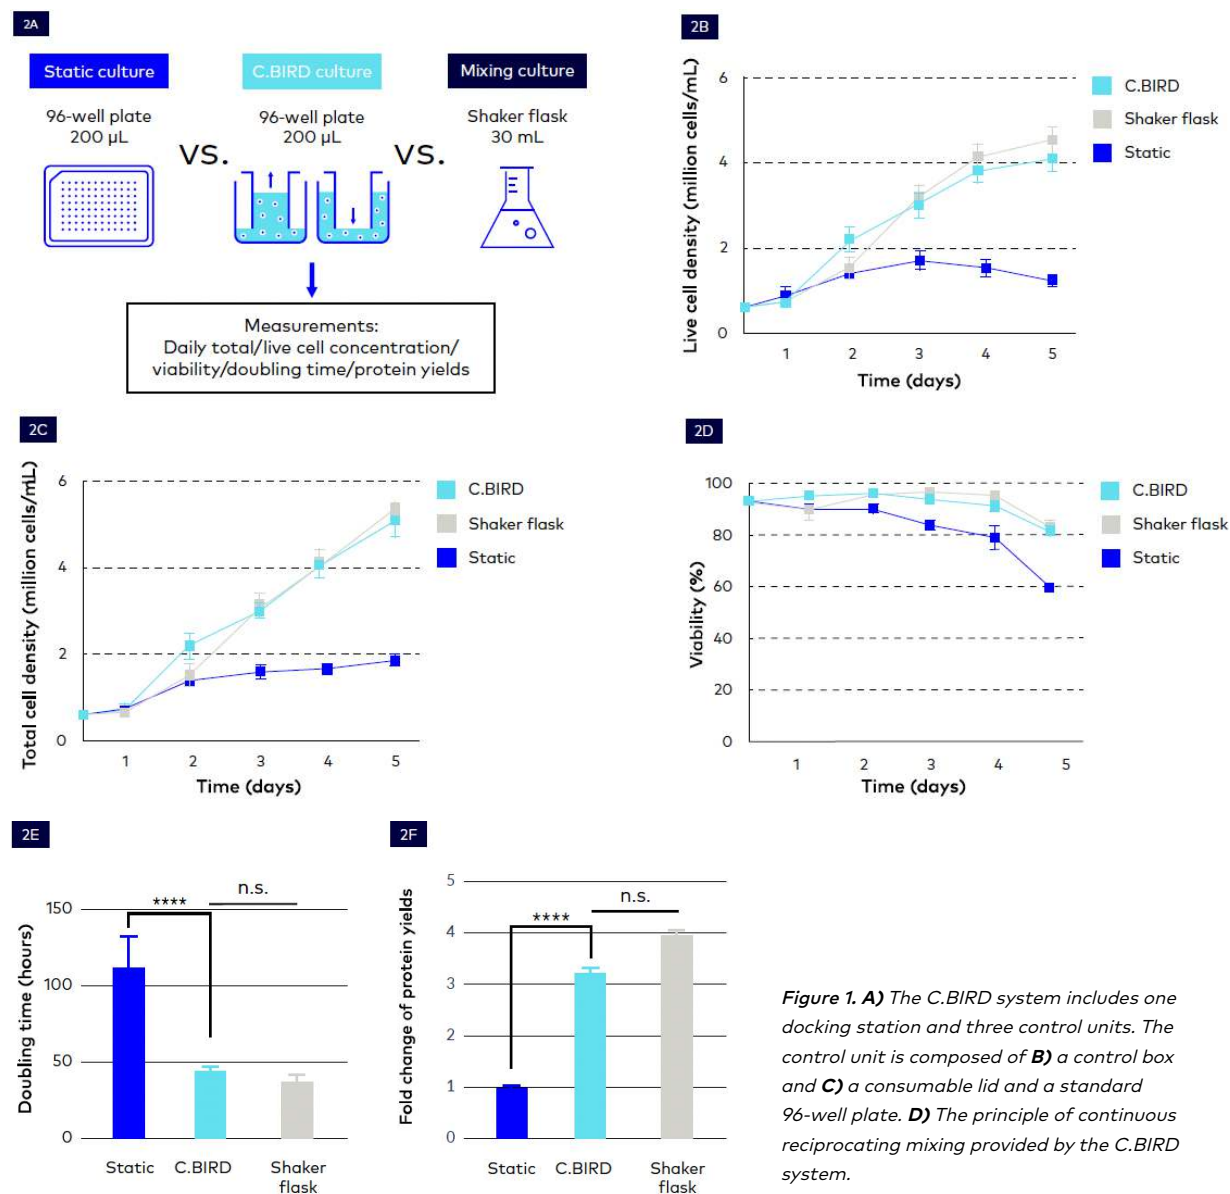 2A
Static culture
C.BIRD culture
Mixing culture
96-well plate
200 µL
vs.
96-well plate
200 µL
vs.
Shaker flask
30 mL
Measurements:
Daily total/live cell concentration/
viability/doubling time/protein yields
2B
Live cell density (million cells/mL)
6
4
2
0
1 2 3 4 5
Time (days)
C.BIRD
Shaker flask
Static
2C
Total cell density (million cells/mL)
6
4
2
0
1 2 3 4 5
Time (days)
C.BIRD
Shaker flask
Static
2D
Viability (%)
100
80
60
40
20
0
1 2 3 4 5
Time (days)
C.BIRD
Shaker flask
Static
2E
Doubling time (hours)
150
100
50
0
****
n.s.
Static C.BIRD Shaker
flask
2F
Fold change of protein yields
5
4
3
2
1
0
****
n.s.
Static C.BIRD Shaker
flask
Figure 1. A) The C.BIRD system includes one
docking station and three control units. The
control unit is composed of B) a control box
and C) a consumable lid and a standard
96-well plate. D) The principle of continuous
reciprocating mixing provided by the C.BIRD
system.